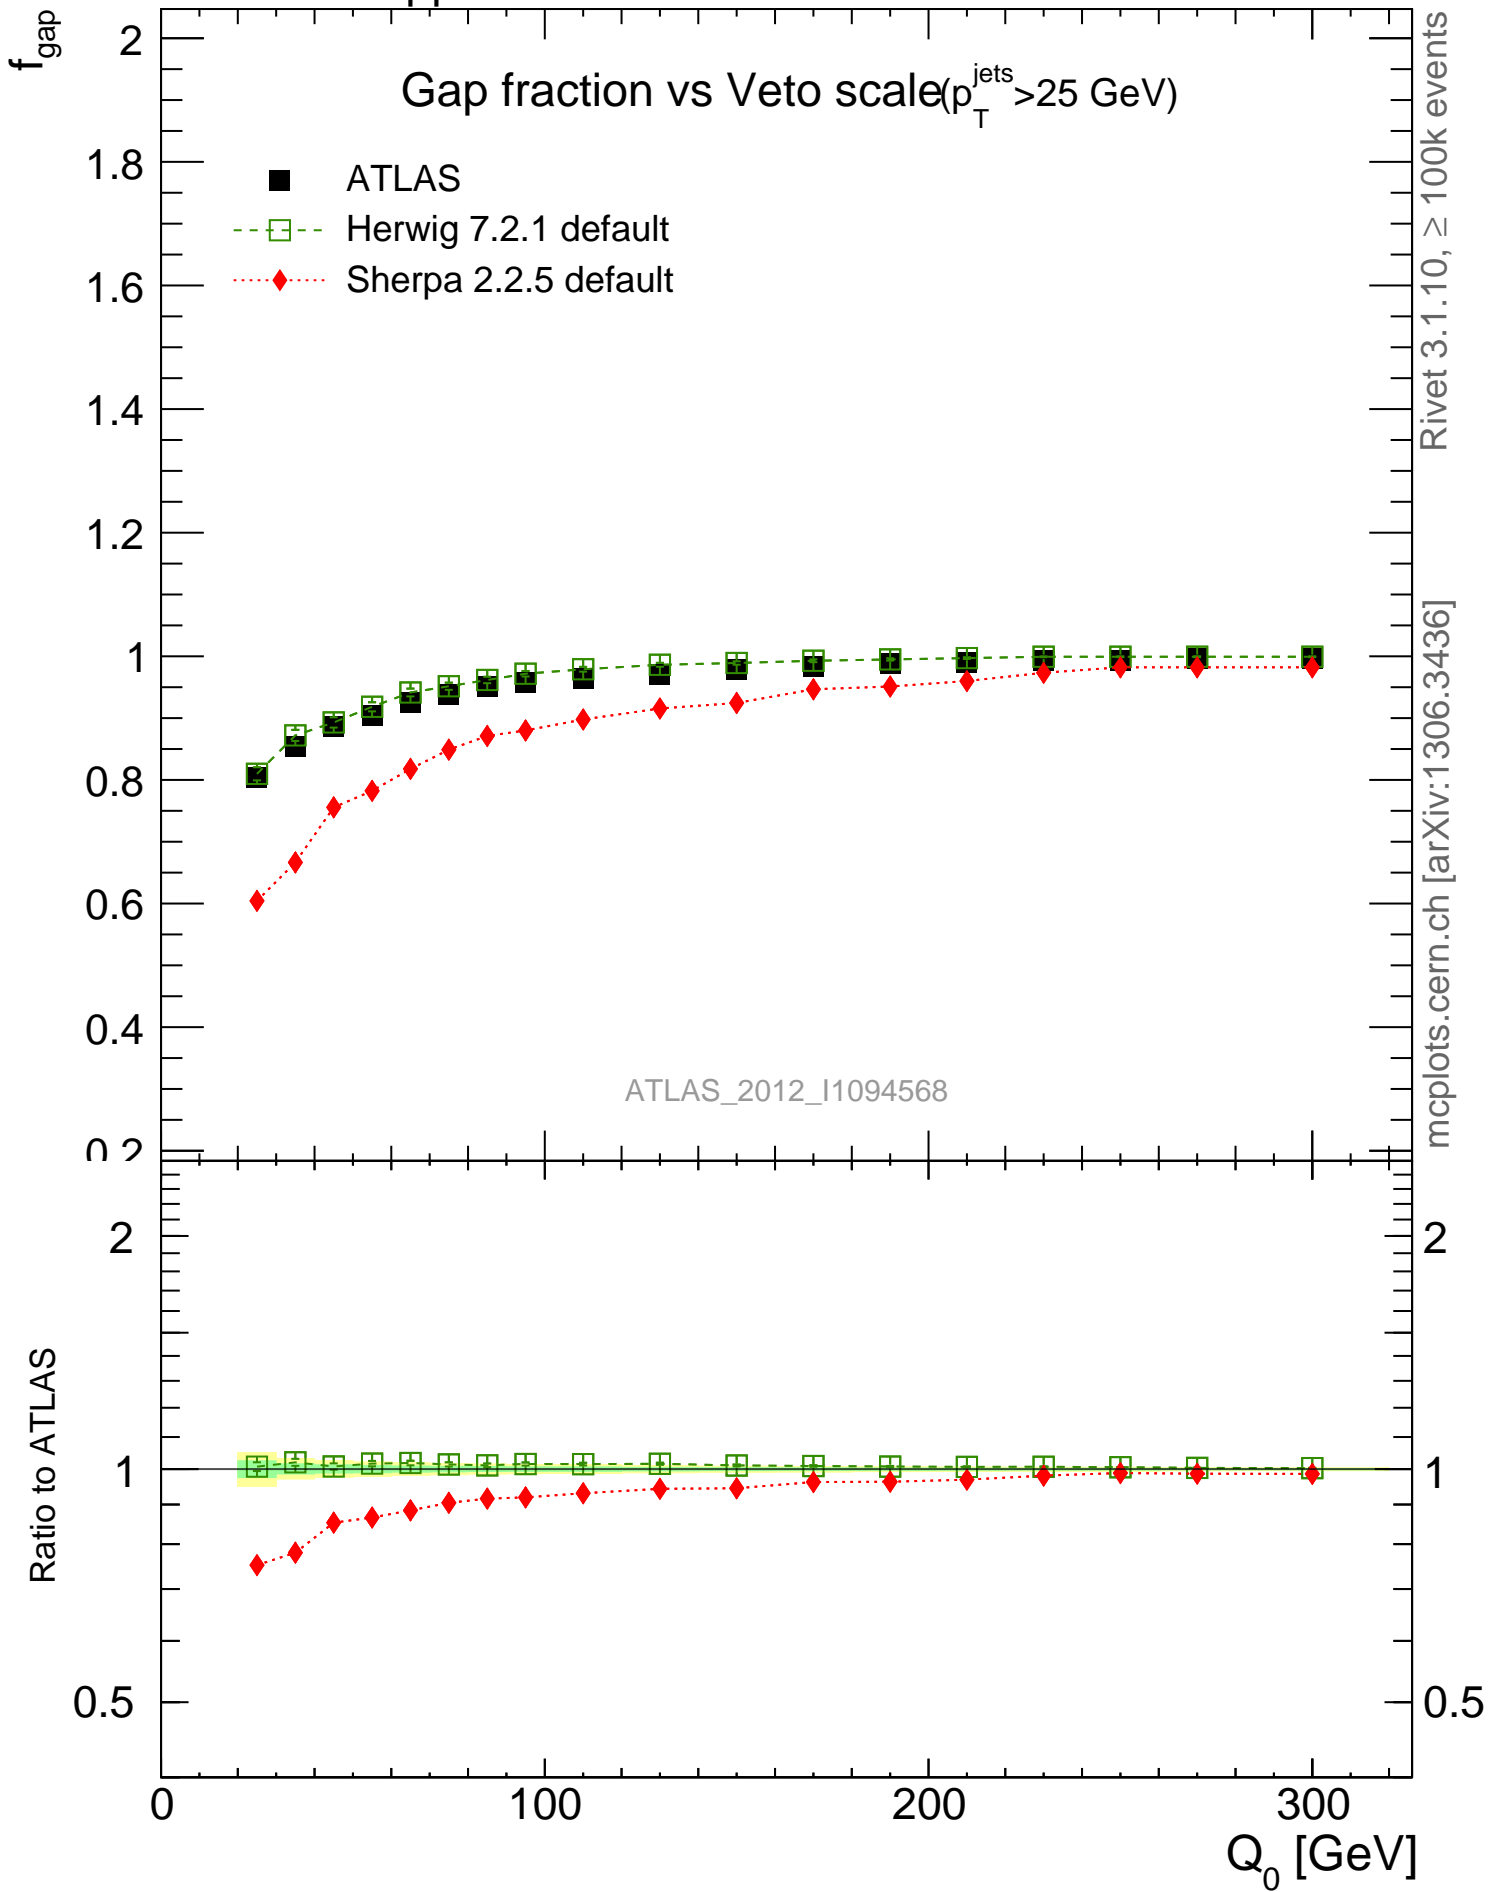 f_gap
Gap fraction vs Veto scale(p_T^jets>25 GeV)
ATLAS
Herwig 7.2.1 default
Sherpa 2.2.5 default
2
1.8
1.6
1.4
1.2
1
0.8
0.6
0.4
0.2
ATLAS_2012_I1094568
Rivet 3.1.10, ≥ 100k events
mcplots.cern.ch [arXiv:1306.3436]
Ratio to ATLAS
2
1
0.5
2
1
0.5
0
100
200
300
Q_0 [GeV]